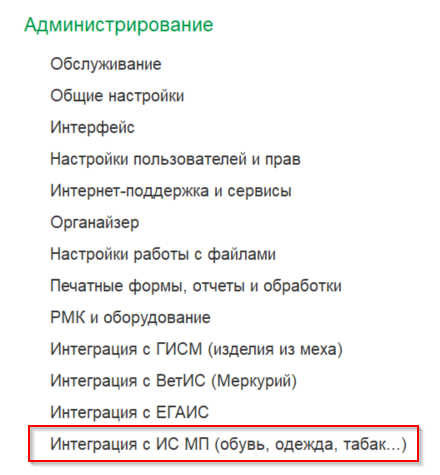 Администрирование
Обслуживание
Общие настройки
Интерфейс
Настройки пользователей и прав
Интернет-поддержка и сервисы
Органайзер
Настройки работы с файлами
Печатные формы, отчеты и обработки
РМК и оборудование
Интеграция с ГИСМ (изделия из меха)
Интеграция с ВетИС (Меркурий)
Интеграция с ЕГАИС
Интеграция с ИС МП (обувь, одежда, табак...)